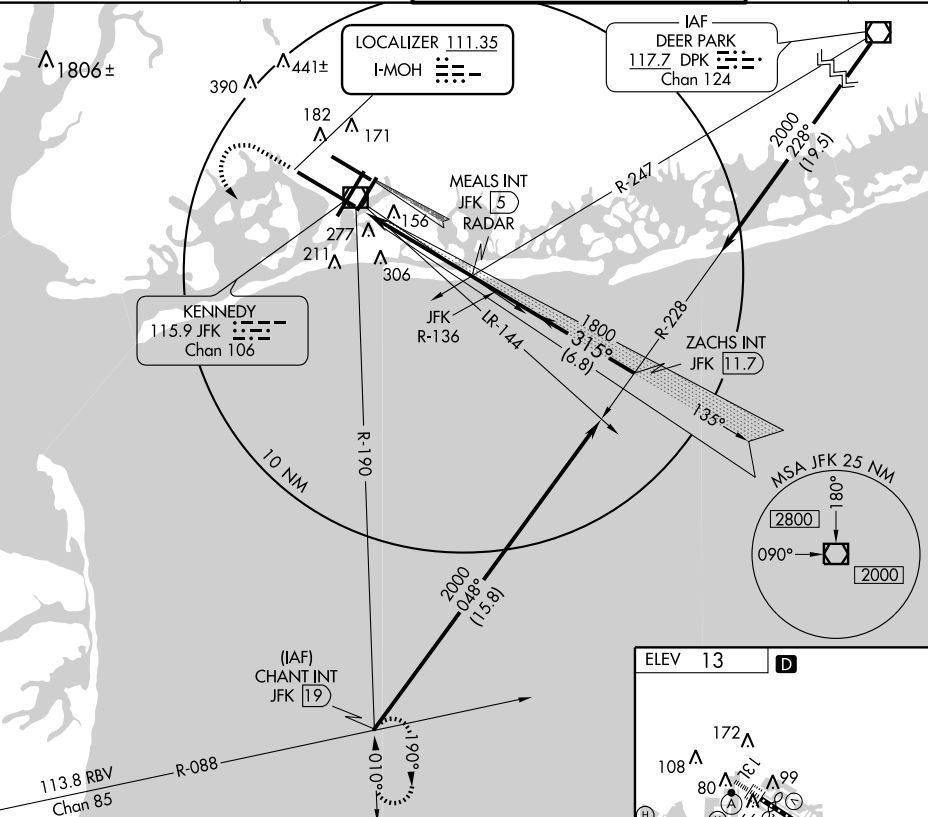 1806±
390
441±
LOCALIZER 111.35
I-MOH
IAF
DEER PARK
117.7 DPK
Chan 124
182
171
2000
228°
(19.5)
R-247
MEALS INT
JFK 5
RADAR
156
277
211
306
KENNEDY
115.9 JFK
Chan 106
JFK
R-136
LR-144
1800
315°
(6.8)
R-228
ZACHS INT
JFK 11.7
135°
R-190
10 NM
MSA JFK 25 NM
180°
2800
090°
2000
2000
048°
(15.8)
(IAF)
CHANT INT
JFK 19
190°
010°
113.8 RBV
Chan 85
R-088
ELEV 13
D
172
108
13L
80
99
A
H
V